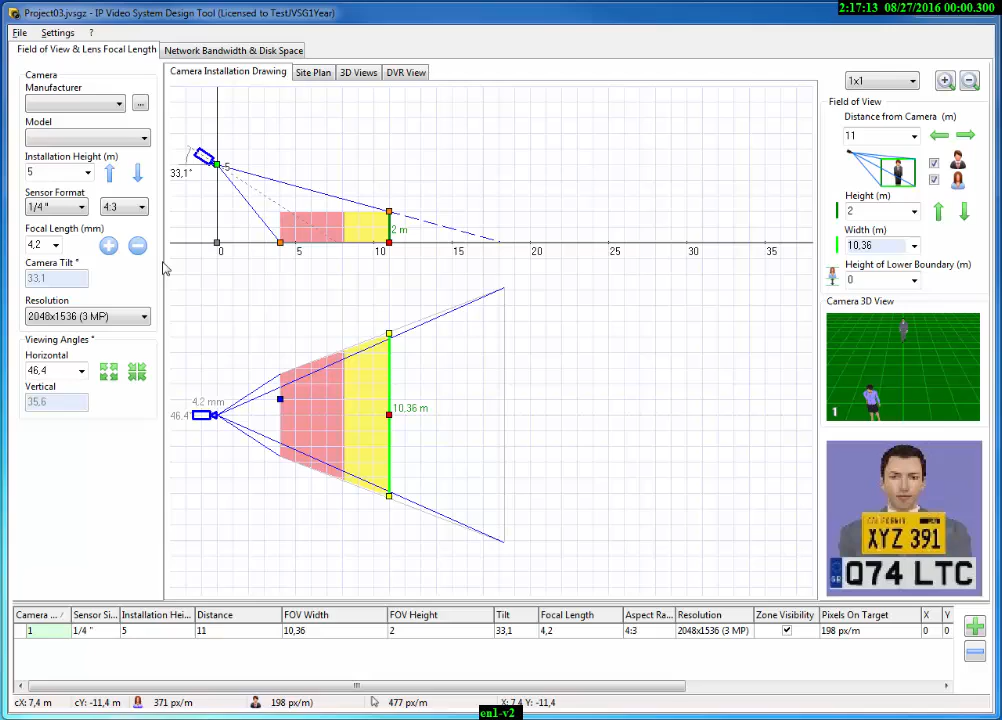 Project03.jvsgz - IP Video System Design Tool (Licensed to TestJVSG1Year)
2:17:13 08/27/2016 00:00.300
File Settings ?
Field of View & Lens Focal Length Network Bandwidth & Disk Space
Camera Installation Drawing Site Plan 3D Views DVR View
Camera
Manufacturer
...
Model
Installation Height (m)
5
Sensor Format
1/4 " 4:3
Focal Length (mm)
4,2
Camera Tilt °
33,1
Resolution
2048x1536 (3 MP)
Viewing Angles °
Horizontal
46,4
Vertical
35,6
5
33,1°
2 m
0 5 10 15 20 25 30 35
4,2 mm
46.4°
10,36 m
1x1
Field of View
Distance from Camera (m)
11
Height (m)
2
Width (m)
10,36
Height of Lower Boundary (m)
0
Camera 3D View
1
CALIFORNIA
XYZ 391
GB 074 LTC
Camera ... Sensor Si... Installation Hei... Distance FOV Width FOV Height Tilt Focal Length Aspect Ra... Resolution Zone Visibility Pixels On Target X Y
1 1/4 " 5 11 10,36 2 33,1 4,2 4:3 2048x1536 (3 MP) 198 px/m 0 0
cX: 7,4 m cY: -11,4 m 371 px/m 198 px/m) 477 px/m X: 7,4 Y: -11,4
en1-v2